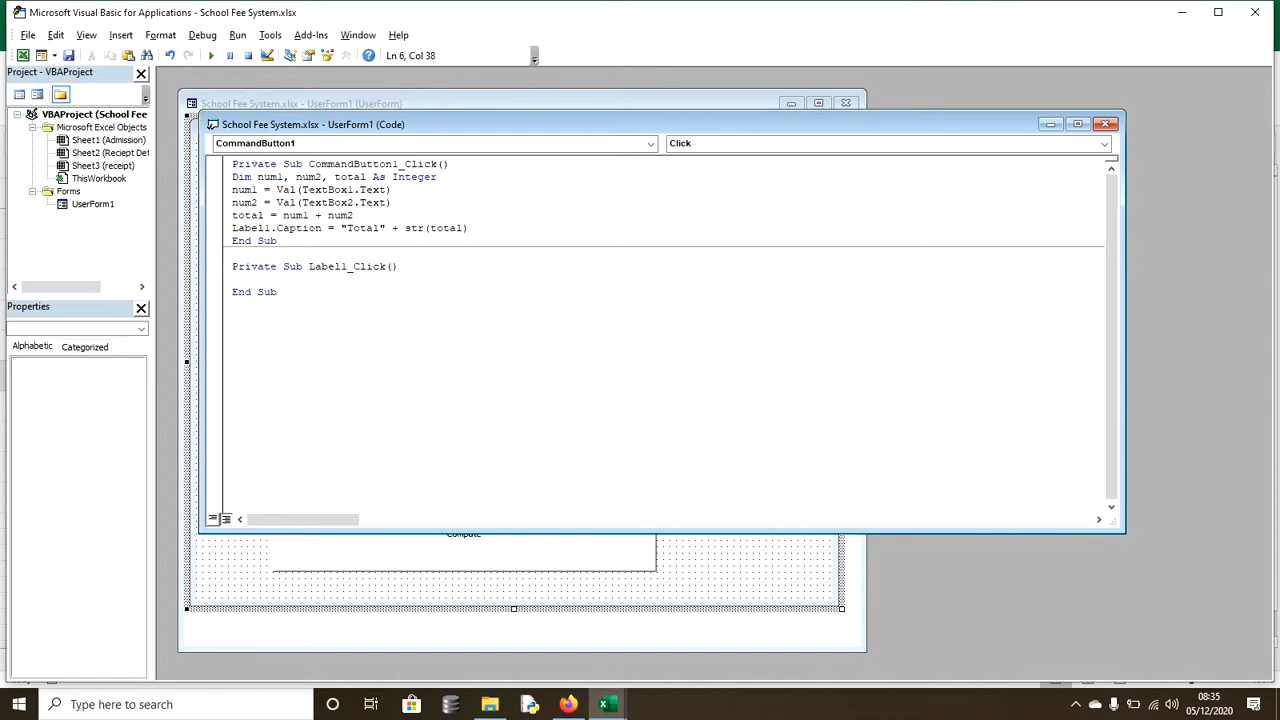 Microsoft Visual Basic for Applications - School Fee System.xlsx
File Edit View Insert Format Debug Run Tools Add-Ins Window Help
Ln 6, Col 38
Project - VBAProject
VBAProject (School Fee
Microsoft Excel Objects
Sheet1 (Admission)
Sheet2 (Reciept Det
Sheet3 (receipt)
ThisWorkbook
Forms
UserForm1
Properties
Alphabetic Categorized
School Fee System.xlsx - UserForm1 (UserForm)
School Fee System.xlsx - UserForm1 (Code)
CommandButton1 Click
Private Sub CommandButton1_Click()
Dim num1, num2, total As Integer
num1 = Val(TextBox1.Text)
num2 = Val(TextBox2.Text)
total = num1 + num2
Label1.Caption = "Total" + str(total)
End Sub
Private Sub Label1_Click()
End Sub
Compute
Type here to search
08:35
05/12/2020